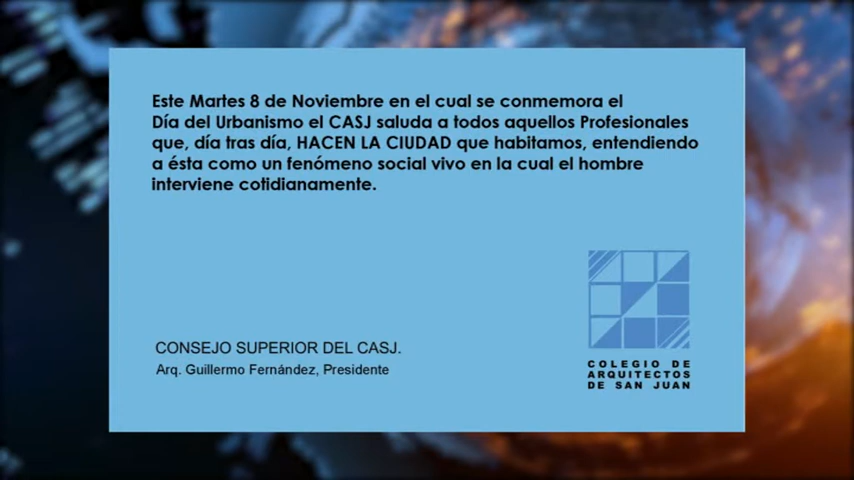 Este Martes 8 de Noviembre en el cual se conmemora el
Día del Urbanismo el CASJ saluda a todos aquellos Profesionales
que, día tras día, HACEN LA CIUDAD que habitamos, entendiendo
a ésta como un fenómeno social vivo en la cual el hombre
interviene cotidianamente.
CONSEJO SUPERIOR DEL CASJ.
Arq. Guillermo Fernández, Presidente
COLEGIO DE
ARQUITECTOS
DE SAN JUAN